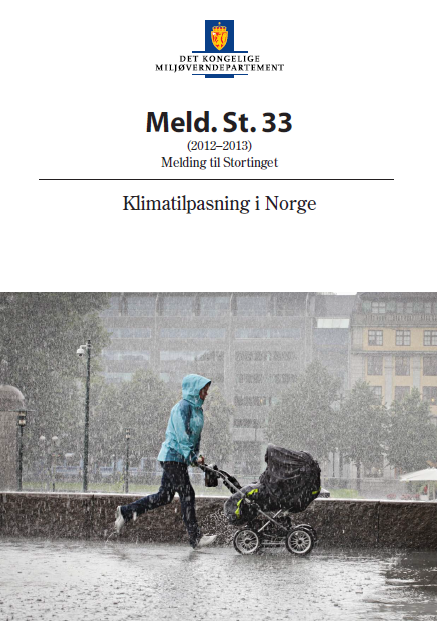 DET KONGELIGE
MILJØVERNDEPARTEMENT
Meld. St. 33
(2012–2013)
Melding til Stortinget
Klimatilpasning i Norge